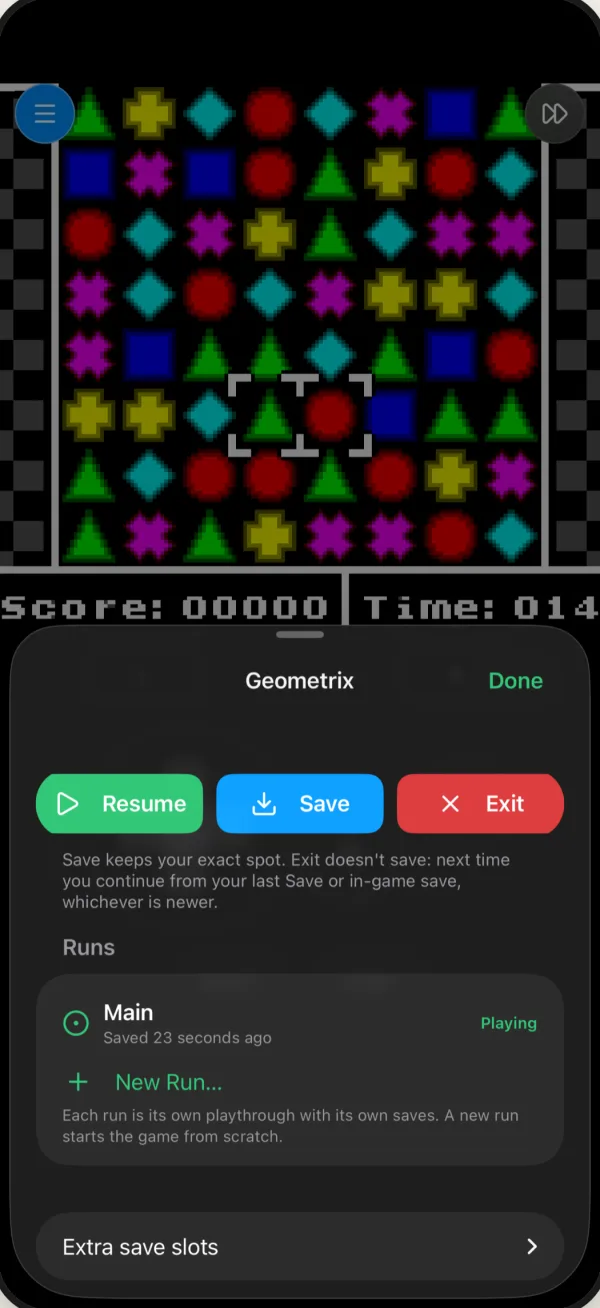 Score: 00000
Time: 014
Geometrix
Done
Resume
Save
Exit
Save keeps your exact spot. Exit doesn't save: next time
you continue from your last Save or in-game save,
whichever is newer.
Runs
Main
Saved 23 seconds ago
Playing
New Run...
Each run is its own playthrough with its own saves. A new run
starts the game from scratch.
Extra save slots